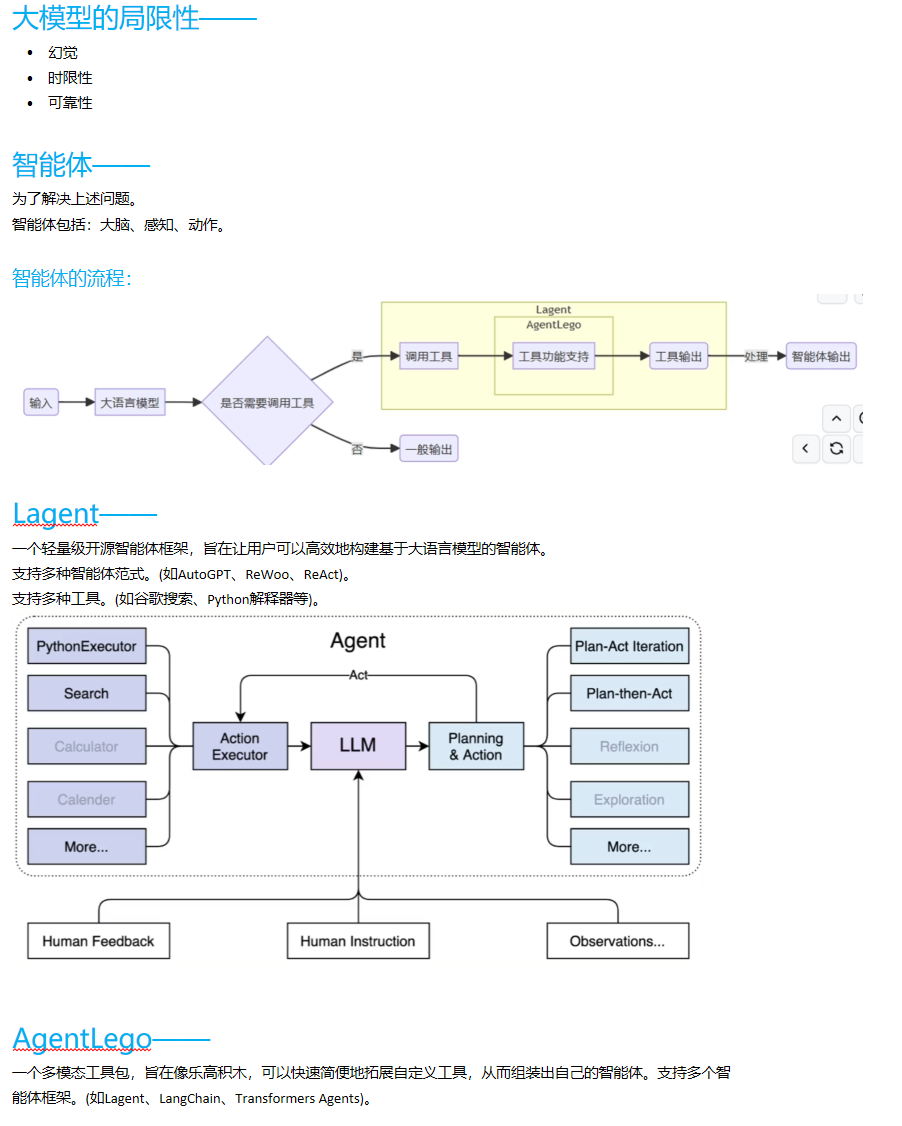 大模型的局限性——
• 幻觉
• 时限性
• 可靠性
智能体——
为了解决上述问题。
智能体包括：大脑、感知、动作。
智能体的流程：
Lagent
AgentLego
是
调用工具
工具功能支持
工具输出
处理
智能体输出
输入
大语言模型
是否需要调用工具
否
一般输出
Lagent——
一个轻量级开源智能体框架，旨在让用户可以高效地构建基于大语言模型的智能体。
支持多种智能体范式。(如AutoGPT、ReWoo、ReAct)。
支持多种工具。(如谷歌搜索、Python解释器等)。
Agent
PythonExecutor
Search
Calculator
Calender
More...
Act
Action
Executor
LLM
Planning
& Action
Plan-Act Iteration
Plan-then-Act
Reflexion
Exploration
More...
Human Feedback
Human Instruction
Observations...
AgentLego——
一个多模态工具包，旨在像乐高积木，可以快速简便地拓展自定义工具，从而组装出自己的智能体。支持多个智
能体框架。(如Lagent、LangChain、Transformers Agents)。